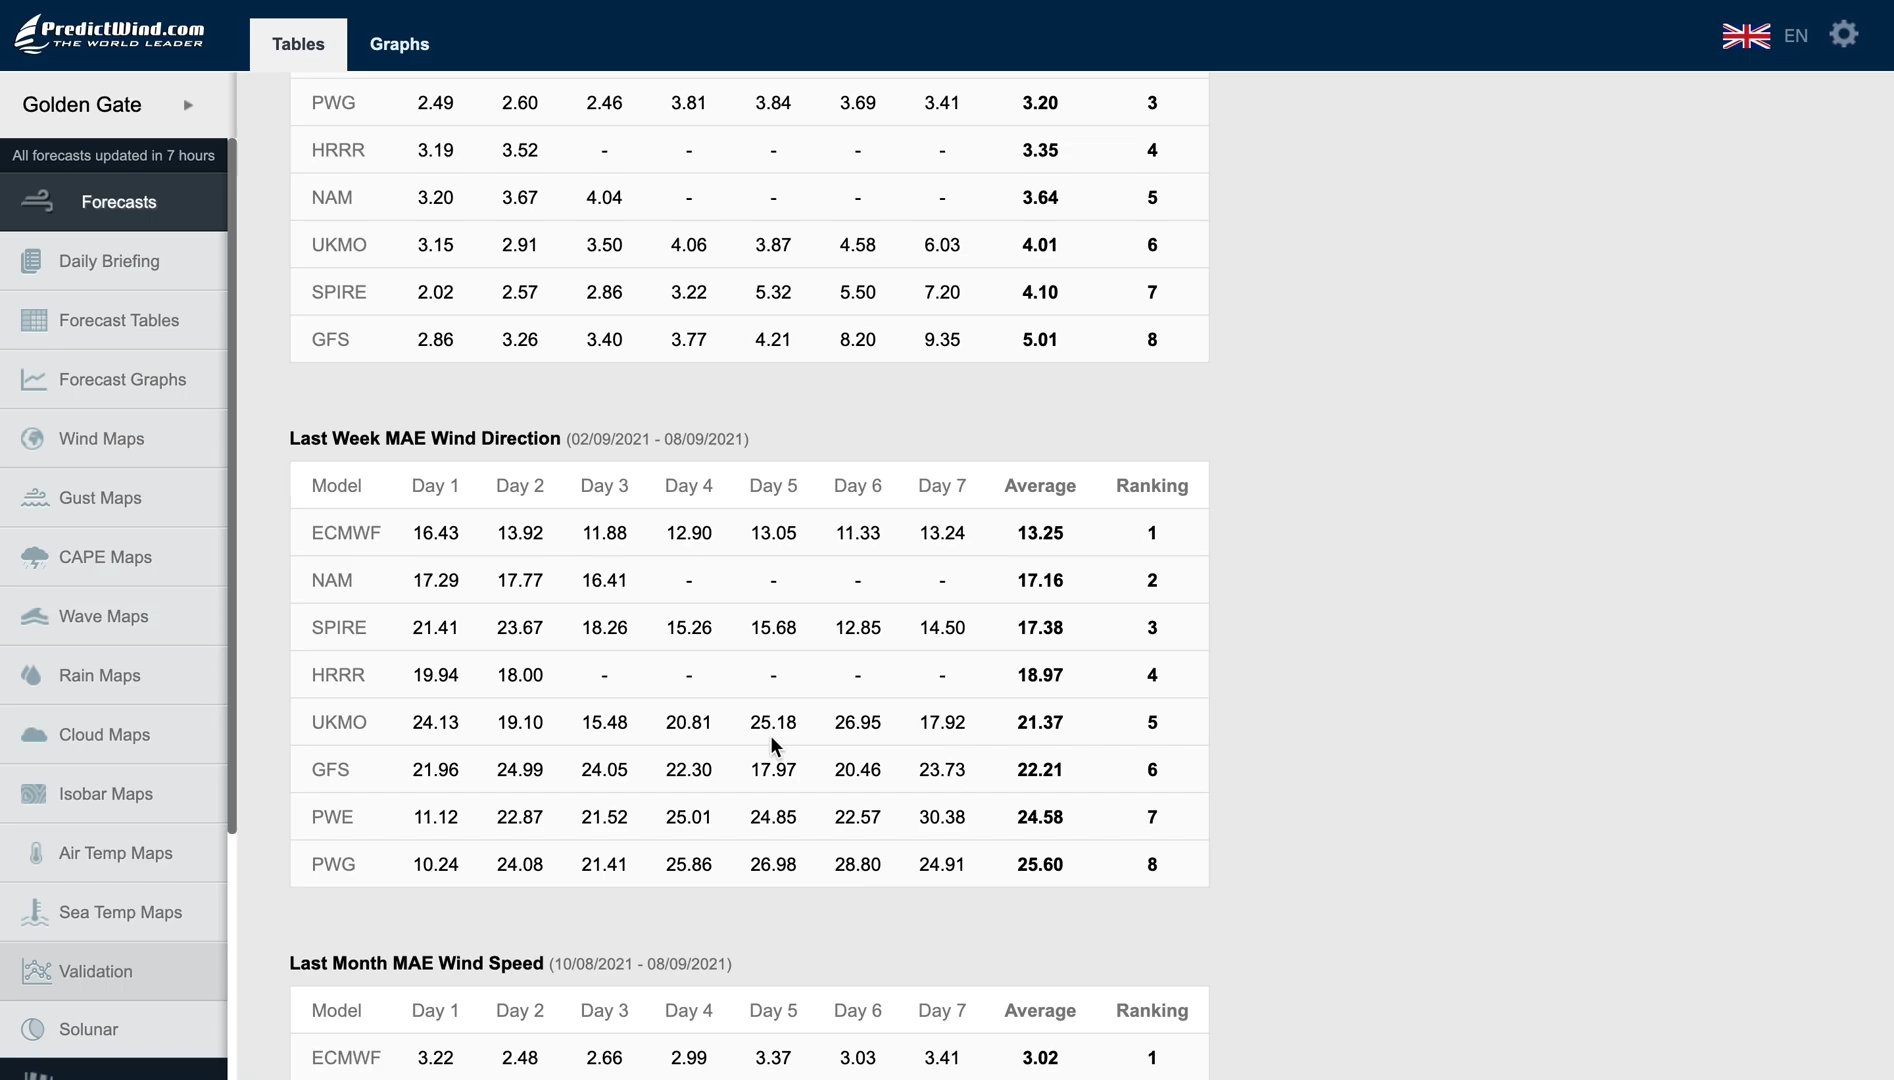 PredictWind.com
THE WORLD LEADER
Tables
Graphs
EN
Golden Gate
All forecasts updated in 7 hours
Forecasts
Daily Briefing
Forecast Tables
Forecast Graphs
Wind Maps
Gust Maps
CAPE Maps
Wave Maps
Rain Maps
Cloud Maps
Isobar Maps
Air Temp Maps
Sea Temp Maps
Validation
Solunar
PWG 2.49 2.60 2.46 3.81 3.84 3.69 3.41 3.20 3
HRRR 3.19 3.52 - - - - - 3.35 4
NAM 3.20 3.67 4.04 - - - - 3.64 5
UKMO 3.15 2.91 3.50 4.06 3.87 4.58 6.03 4.01 6
SPIRE 2.02 2.57 2.86 3.22 5.32 5.50 7.20 4.10 7
GFS 2.86 3.26 3.40 3.77 4.21 8.20 9.35 5.01 8
Last Week MAE Wind Direction (02/09/2021 - 08/09/2021)
Model Day 1 Day 2 Day 3 Day 4 Day 5 Day 6 Day 7 Average Ranking
ECMWF 16.43 13.92 11.88 12.90 13.05 11.33 13.24 13.25 1
NAM 17.29 17.77 16.41 - - - - 17.16 2
SPIRE 21.41 23.67 18.26 15.26 15.68 12.85 14.50 17.38 3
HRRR 19.94 18.00 - - - - - 18.97 4
UKMO 24.13 19.10 15.48 20.81 25.18 26.95 17.92 21.37 5
GFS 21.96 24.99 24.05 22.30 17.97 20.46 23.73 22.21 6
PWE 11.12 22.87 21.52 25.01 24.85 22.57 30.38 24.58 7
PWG 10.24 24.08 21.41 25.86 26.98 28.80 24.91 25.60 8
Last Month MAE Wind Speed (10/08/2021 - 08/09/2021)
Model Day 1 Day 2 Day 3 Day 4 Day 5 Day 6 Day 7 Average Ranking
ECMWF 3.22 2.48 2.66 2.99 3.37 3.03 3.41 3.02 1